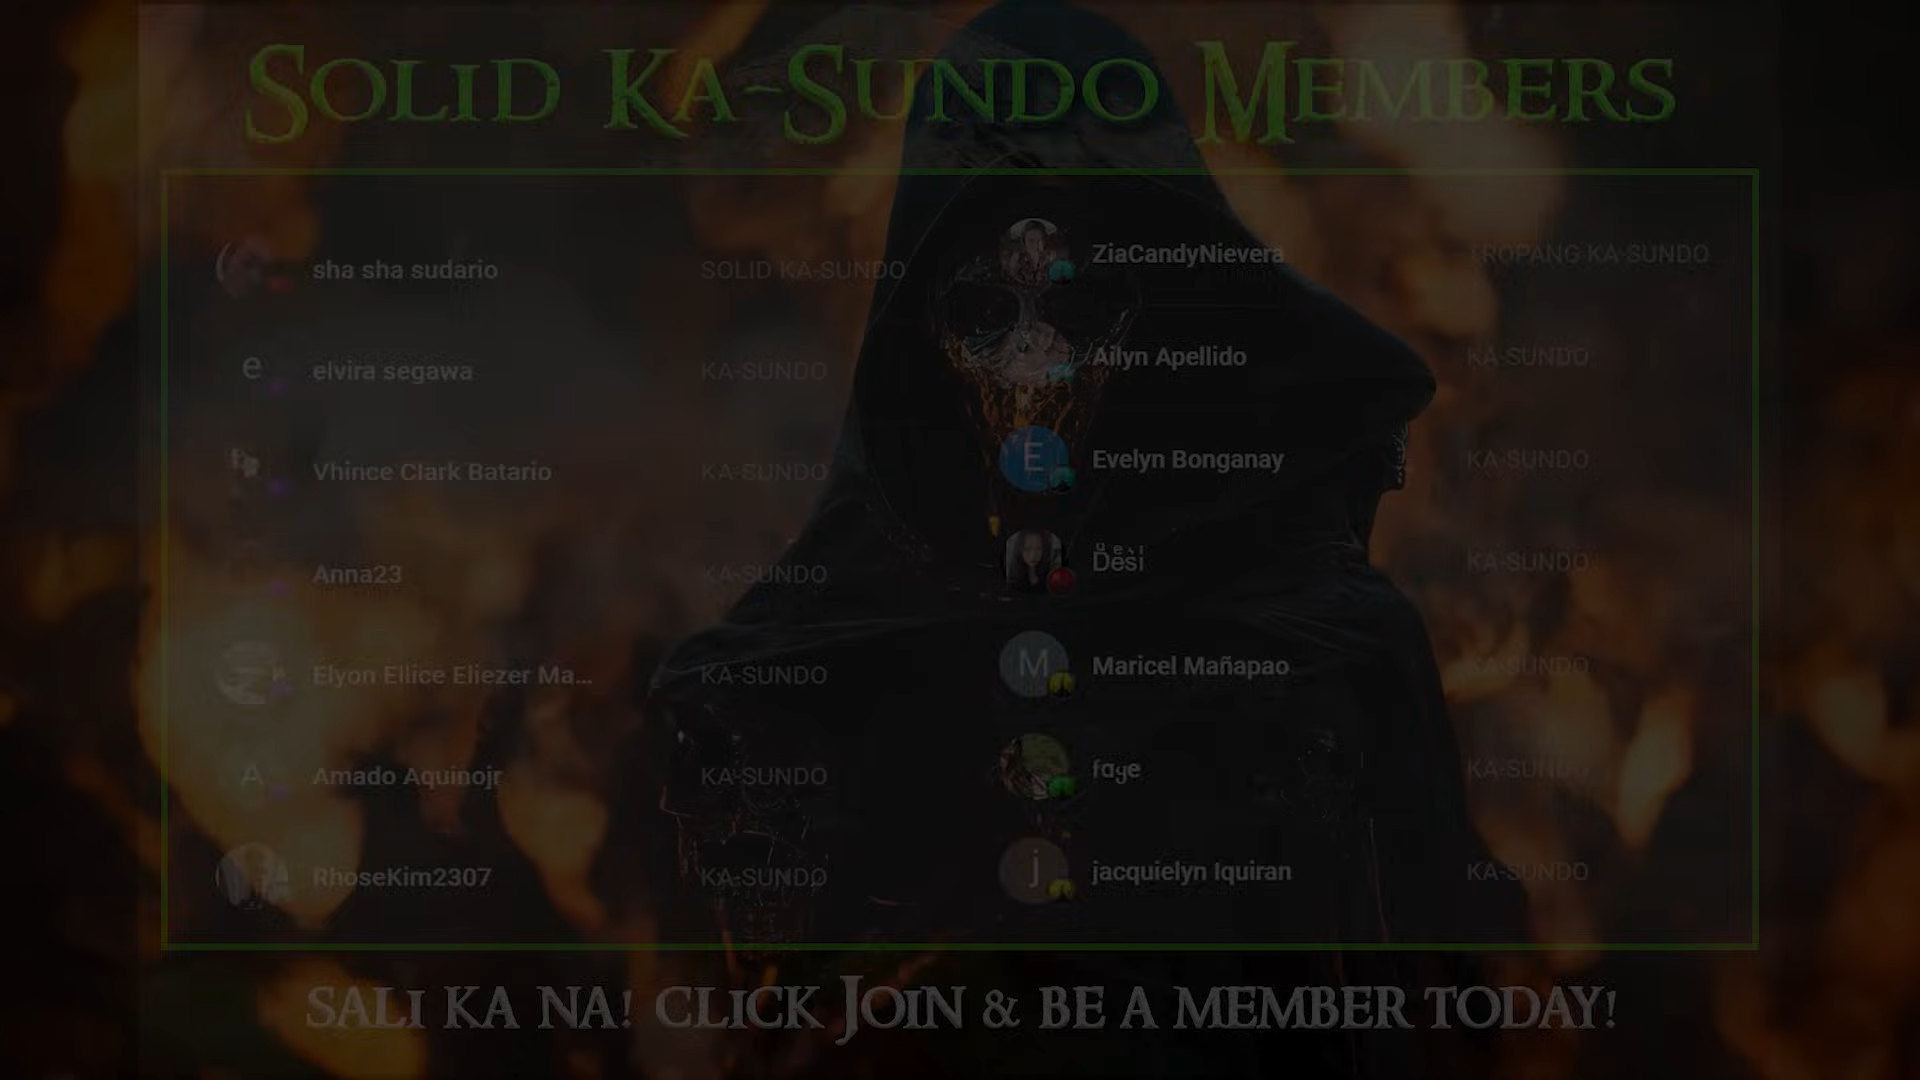 SOLID KA-SUNDO MEMBERS
sha sha sudario SOLID KA-SUNDO
elvira segawa KA-SUNDO
Vhince Clark Batario KA-SUNDO
Anna23 KA-SUNDO
Elyon Ellice Eliezer Ma... KA-SUNDO
Amado Aquinojr KA-SUNDO
RhoseKim2307 KA-SUNDO
ZiaCandyNievera TROPANG KA-SUNDO
Ailyn Apellido KA-SUNDO
Evelyn Bonganay KA-SUNDO
KA-SUNDO
Maricel Mañapao KA-SUNDO
faye KA-SUNDO
jacquielyn Iquiran KA-SUNDO
SALI KA NA! CLICK JOIN & BE A MEMBER TODAY!